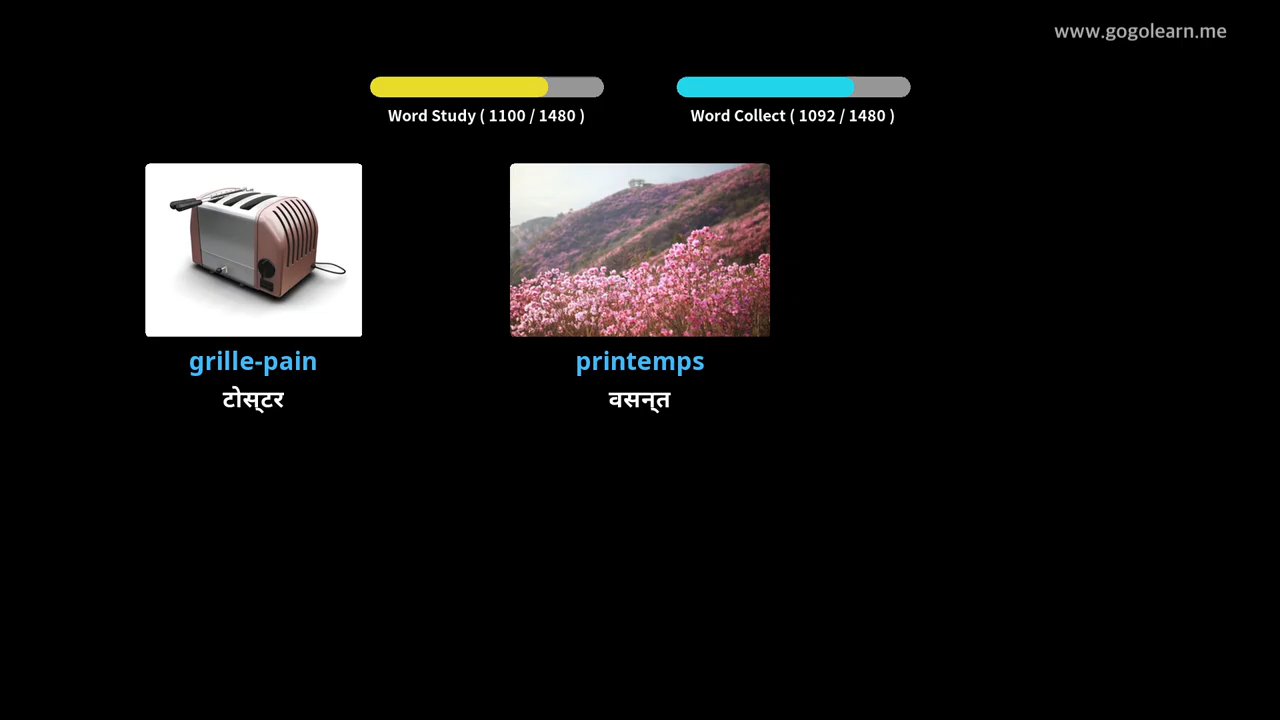 www.gogolearn.me
Word Study ( 1100 / 1480 )
Word Collect ( 1092 / 1480 )
grille-pain
printemps
टोस्‌टर
वसन्‌त